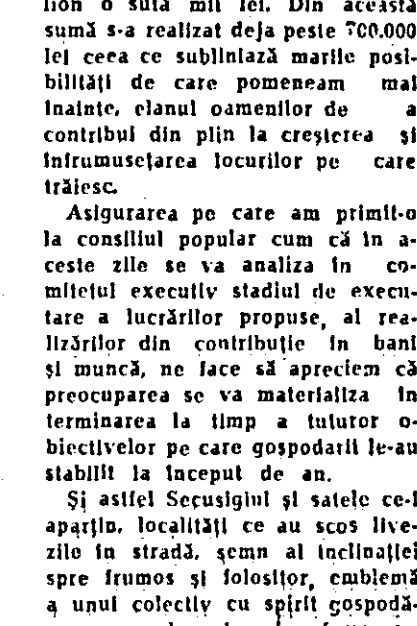 lion o sută mii lei. Din această
sumă s-a realizat deja peste 700.000
lei ceea ce subliniază marile posi-
bilități de care pomeneam mai
înainte, elanul oamenilor de a
contribui din plin la creșterea și
înfrumusețarea locurilor pe care
trăiesc.
Asigurarea pe care am primit-o
la consiliul popular cum că în a-
ceste zile se va analiza în co-
mitetul executiv stadiul de execu-
tare a lucrărilor propuse, al rea-
lizărilor din contribuție în bani
și muncă, ne face să apreciem că
preocuparea se va materializa în
terminarea la timp a tuturor o-
biectivelor pe care gospodarii le-au
stabilit la început de an.
Și astfel Secusigiul și satele ce-i
aparțin, localități ce au scos live-
zile în stradă, semn al inclinației
spre frumos și folositor, emblemă
a unui colectiv cu spirit gospodă-